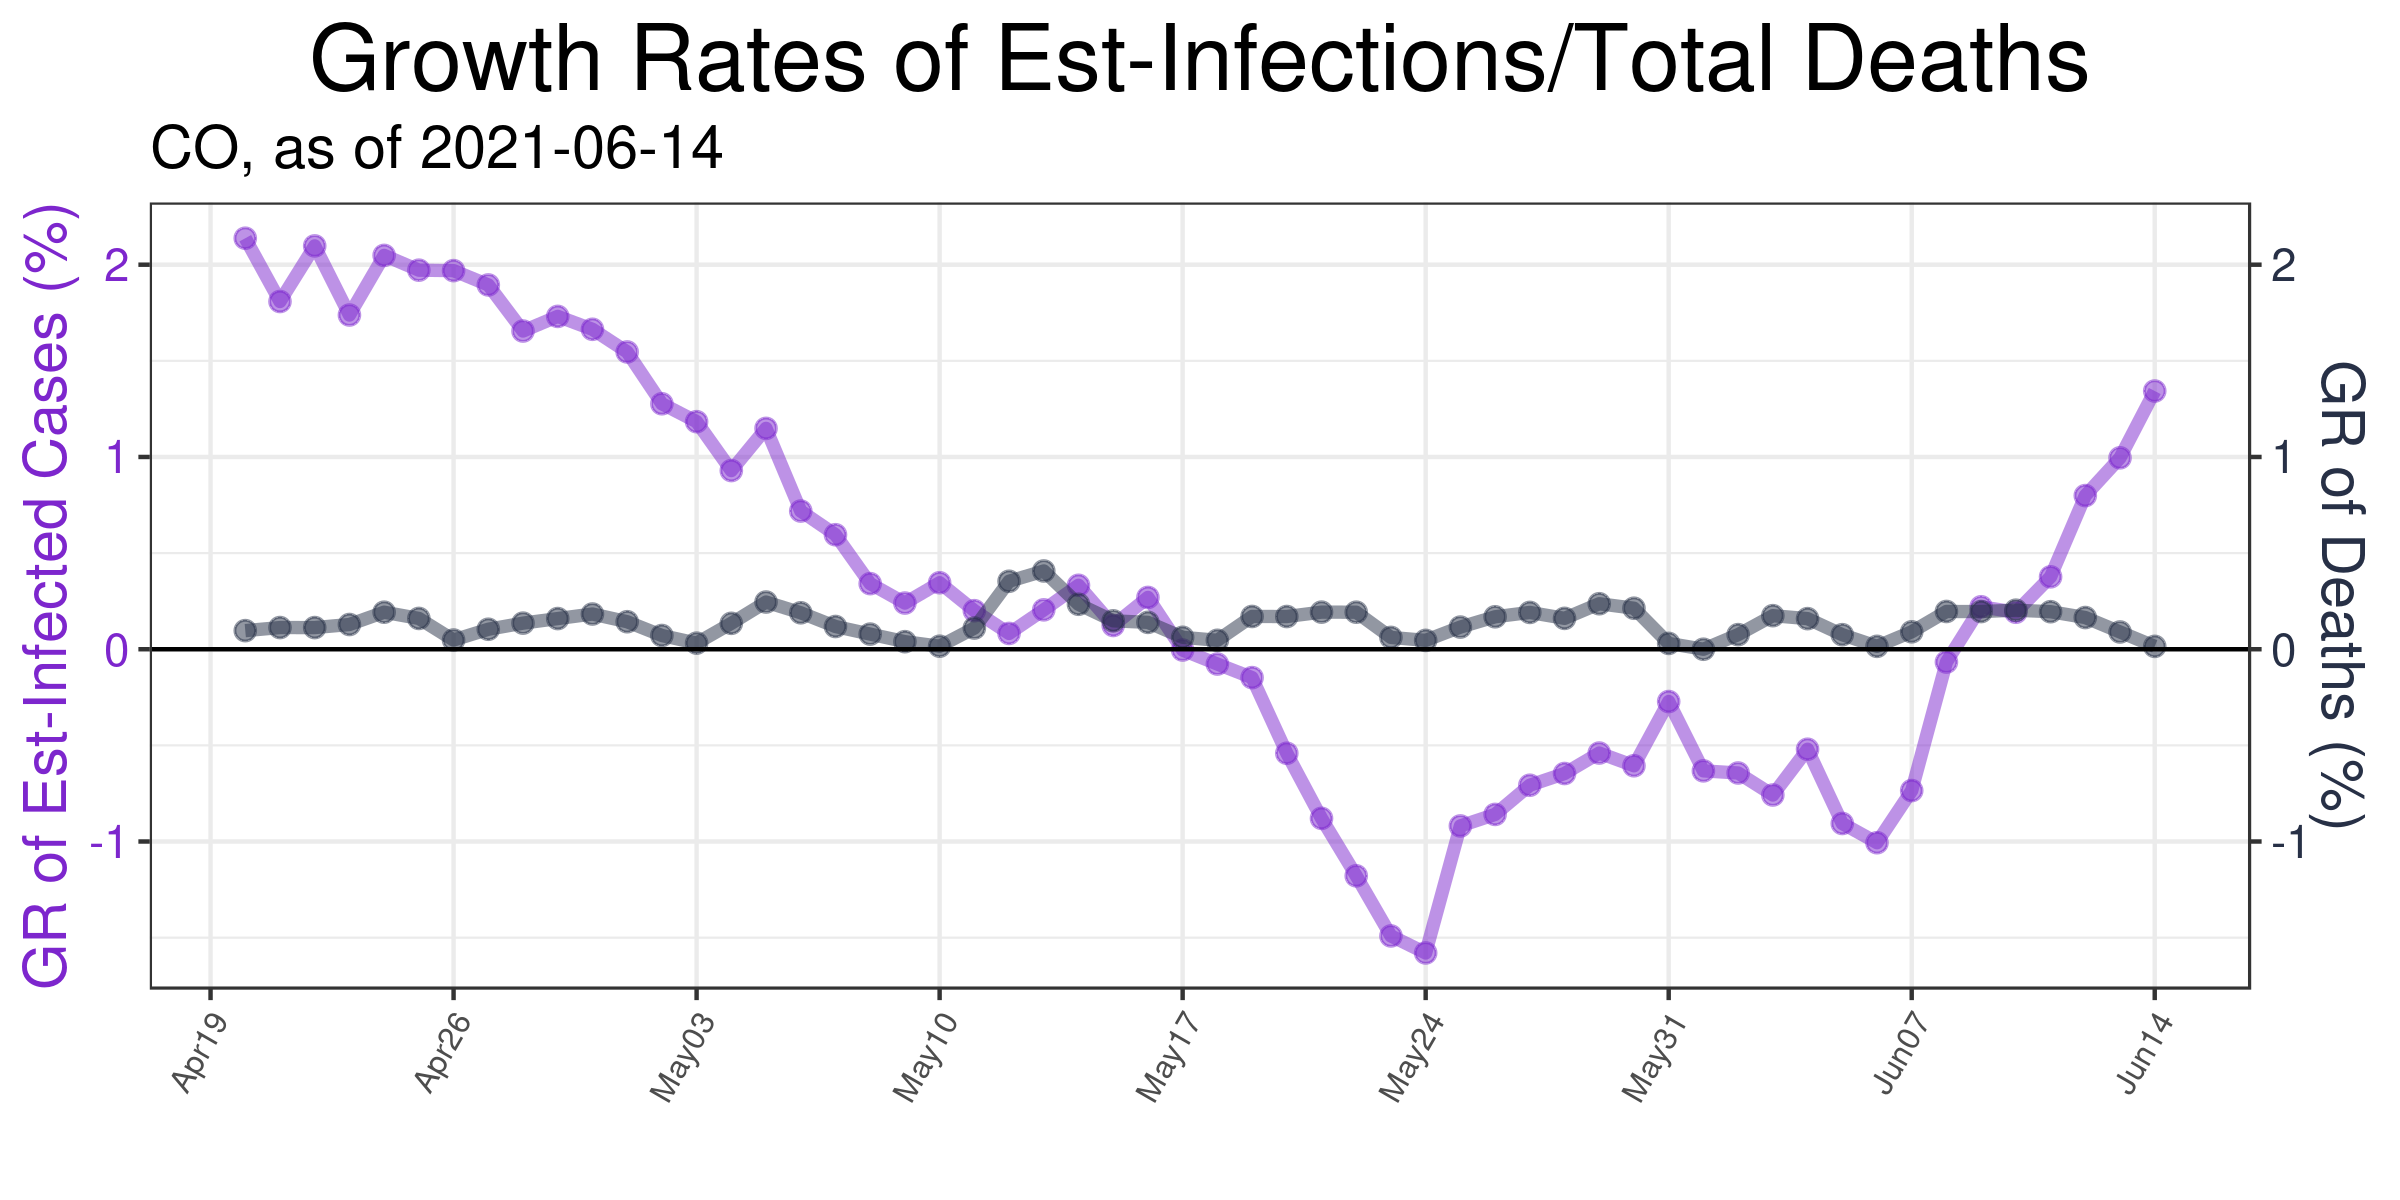 Growth Rates of Est-Infections/Total Deaths
CO, as of 2021-06-14
GR of Est-Infected Cases (%)
2
1
0
-1
2
1
0
-1
GR of Deaths (%)
Apr19
Apr26
May03
May10
May17
May24
May31
Jun07
Jun14